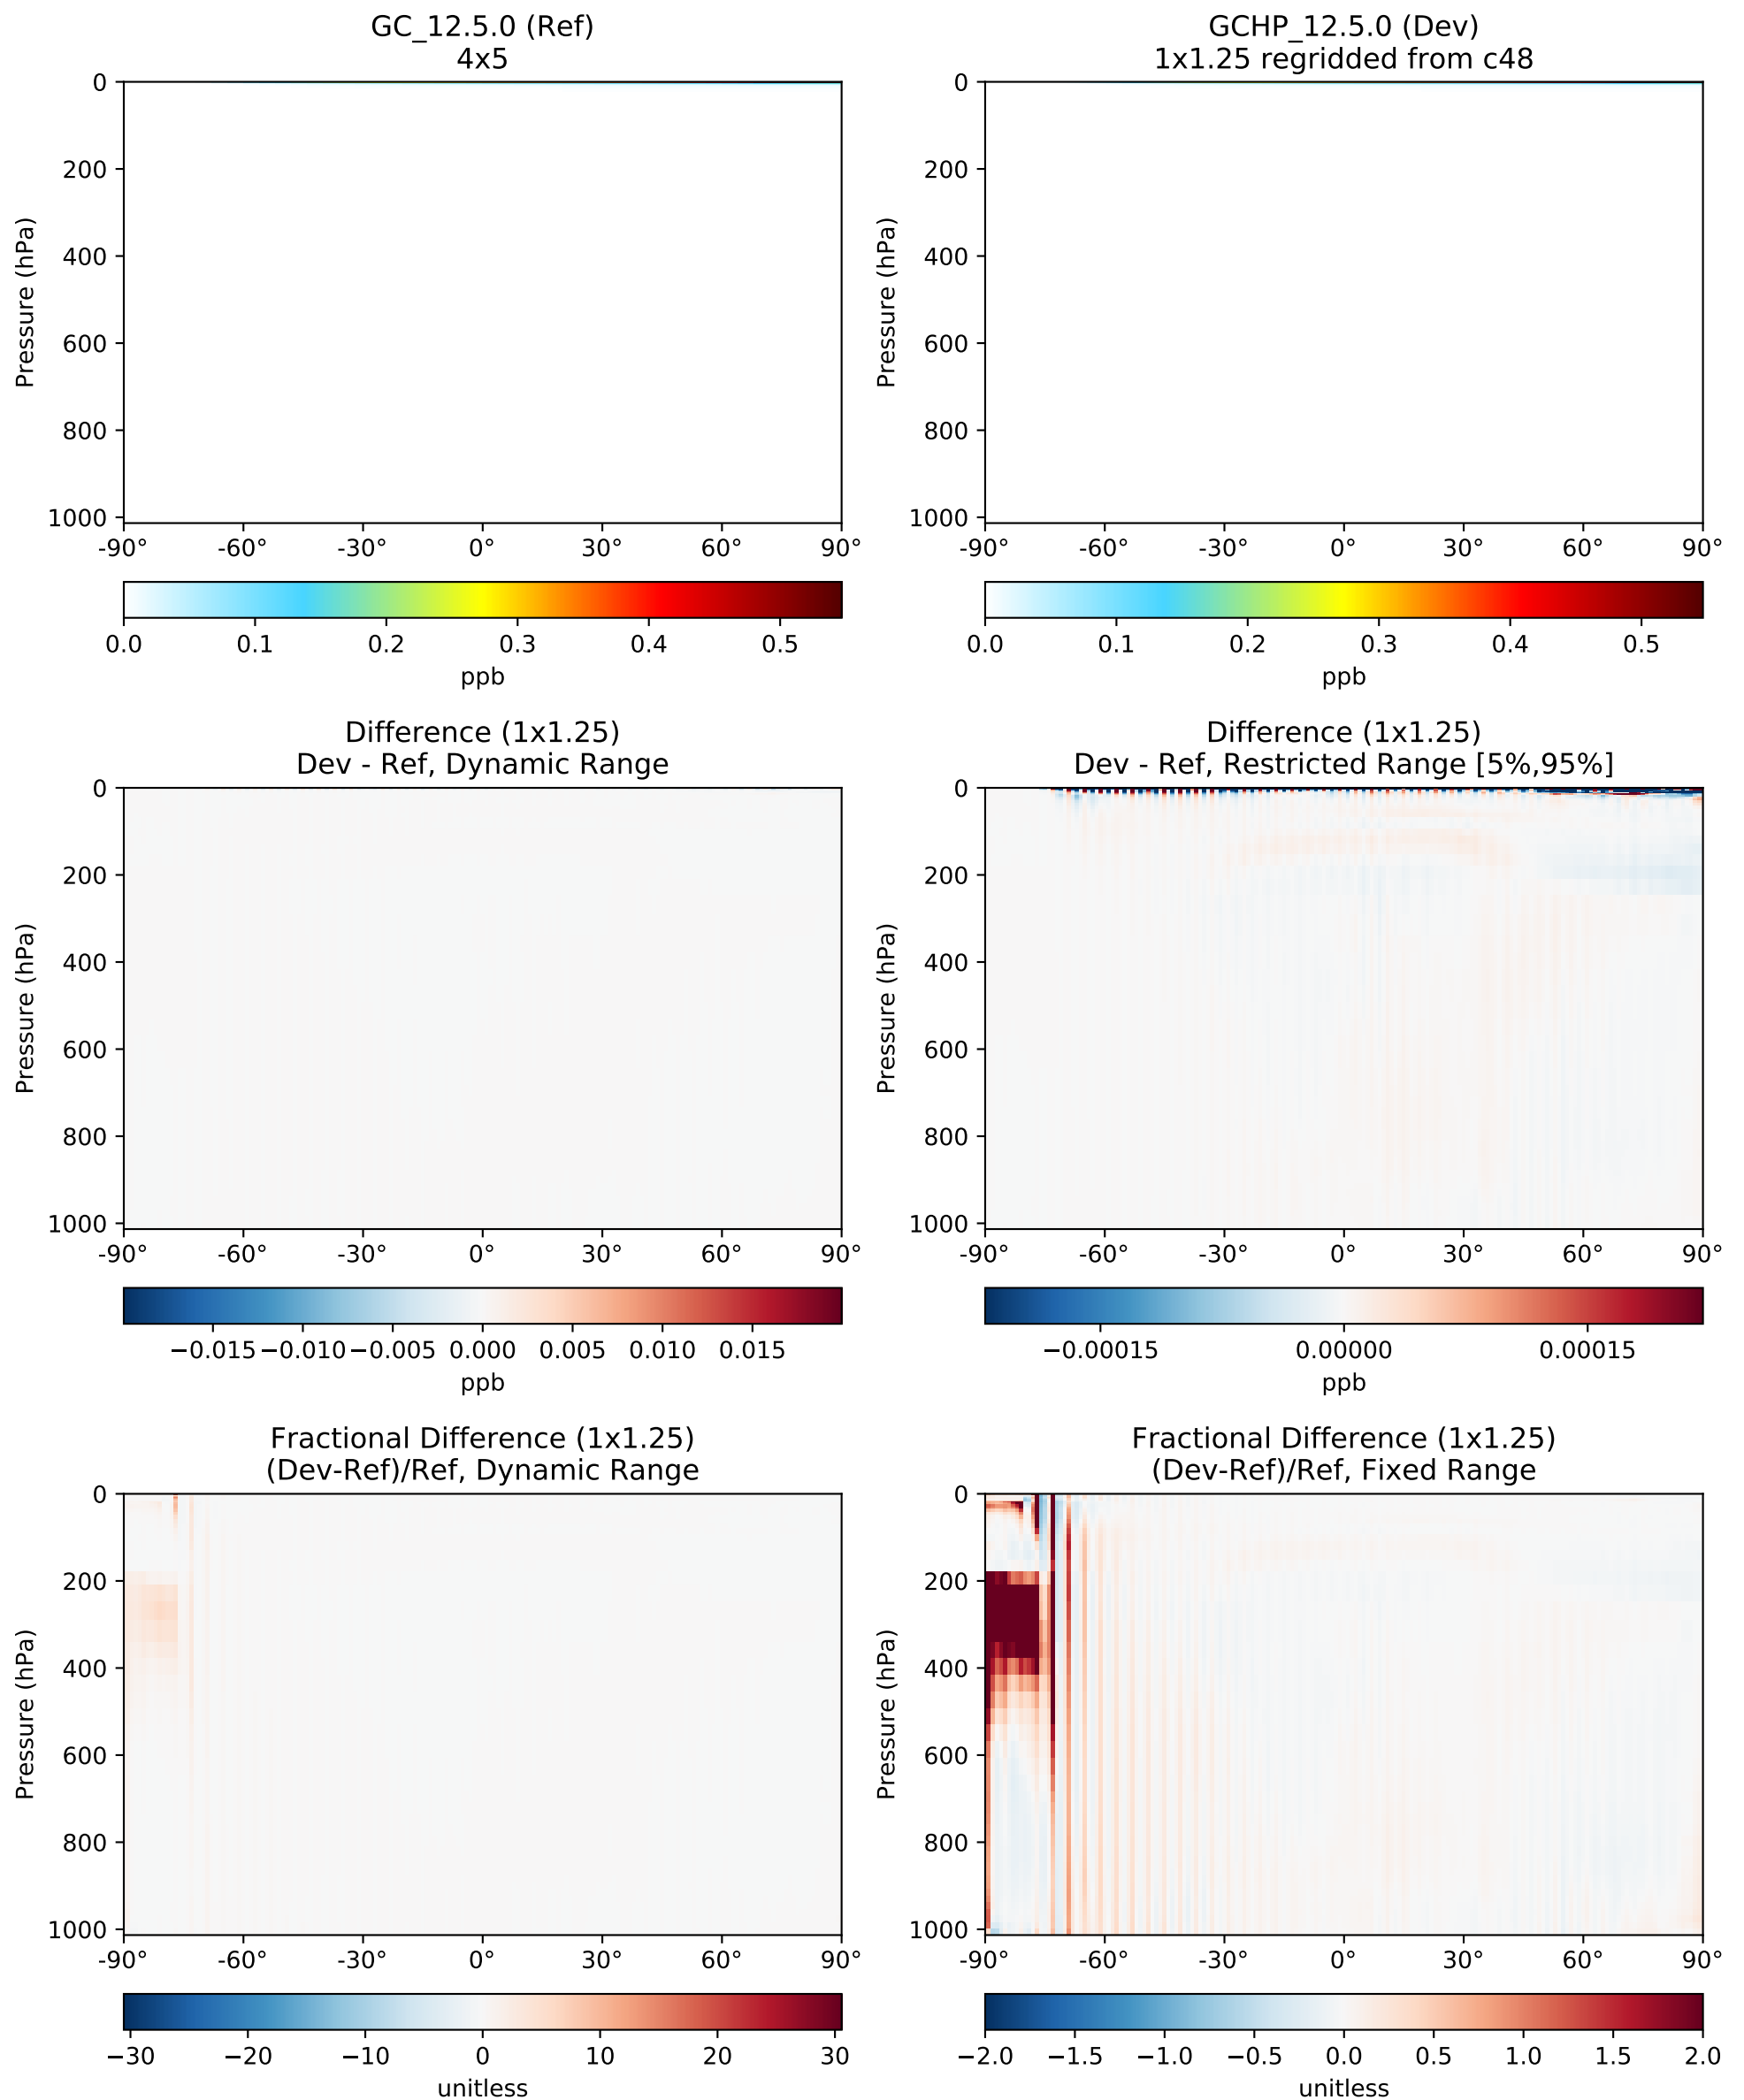 GC_12.5.0 (Ref)
4x5
0
200
400
600
800
1000
Pressure (hPa)
-90° -60° -30° 0° 30° 60° 90°
0.0 0.1 0.2 0.3 0.4 0.5
ppb
GCHP_12.5.0 (Dev)
1x1.25 regridded from c48
0
200
400
600
800
1000
Pressure (hPa)
-90° -60° -30° 0° 30° 60° 90°
0.0 0.1 0.2 0.3 0.4 0.5
ppb
Difference (1x1.25)
Dev - Ref, Dynamic Range
0
200
400
600
800
1000
Pressure (hPa)
-90° -60° -30° 0° 30° 60° 90°
−0.015 −0.010 −0.005 0.000 0.005 0.010 0.015
ppb
Difference (1x1.25)
Dev - Ref, Restricted Range [5%,95%]
0
200
400
600
800
1000
Pressure (hPa)
-90° -60° -30° 0° 30° 60° 90°
−0.00015 0.00000 0.00015
ppb
Fractional Difference (1x1.25)
(Dev-Ref)/Ref, Dynamic Range
0
200
400
600
800
1000
Pressure (hPa)
-90° -60° -30° 0° 30° 60° 90°
−30 −20 −10 0 10 20 30
unitless
Fractional Difference (1x1.25)
(Dev-Ref)/Ref, Fixed Range
0
200
400
600
800
1000
Pressure (hPa)
-90° -60° -30° 0° 30° 60° 90°
−2.0 −1.5 −1.0 −0.5 0.0 0.5 1.0 1.5 2.0
unitless